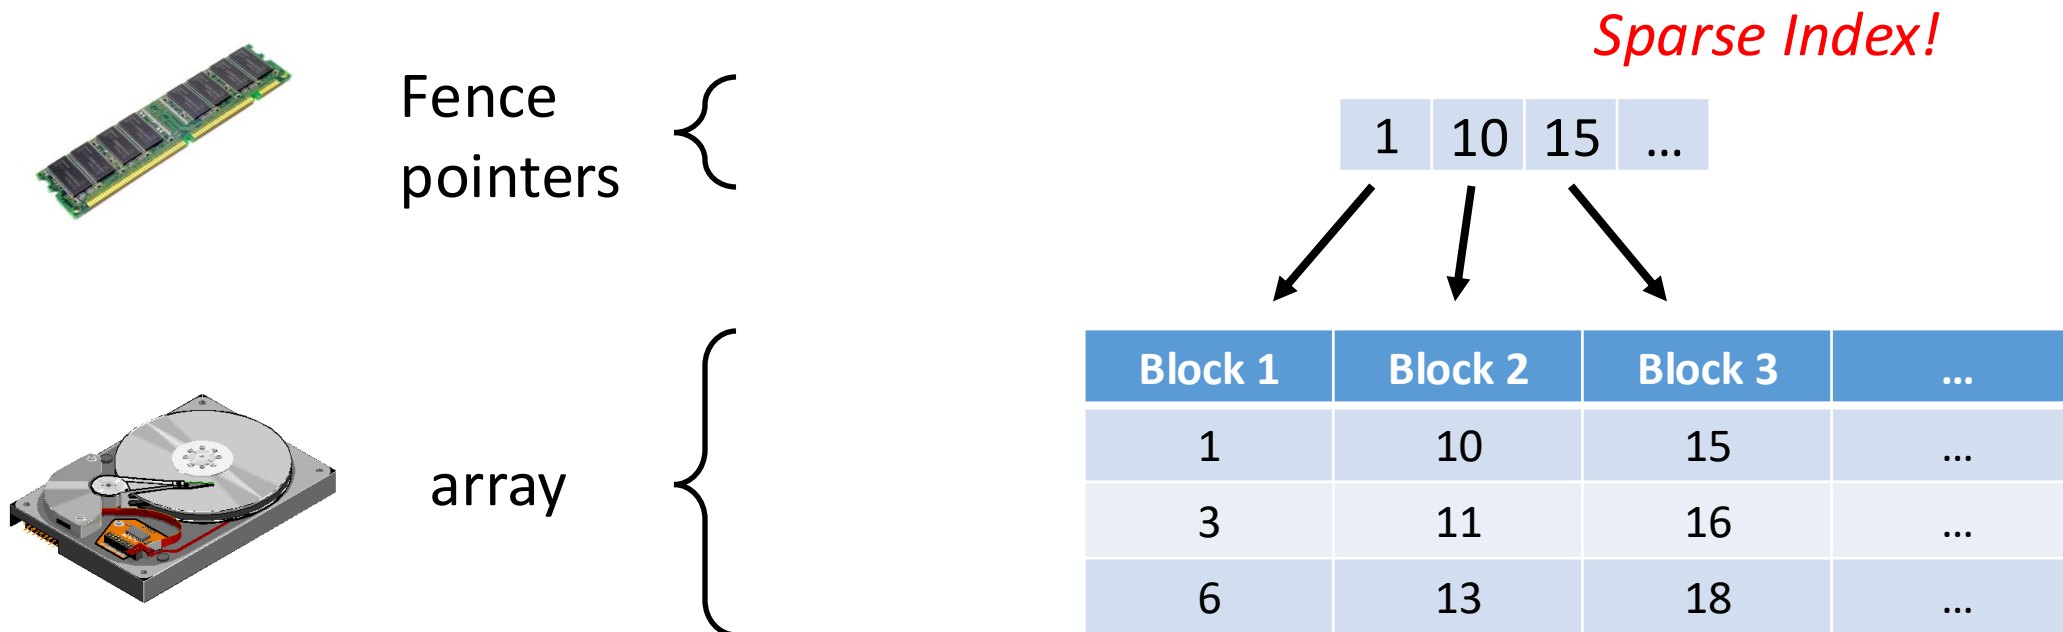 Sparse Index!
Fence
pointers
1 10 15 ...
array
Block 1 Block 2 Block 3 ...
1 10 15 ...
3 11 16 ...
6 13 18 ...